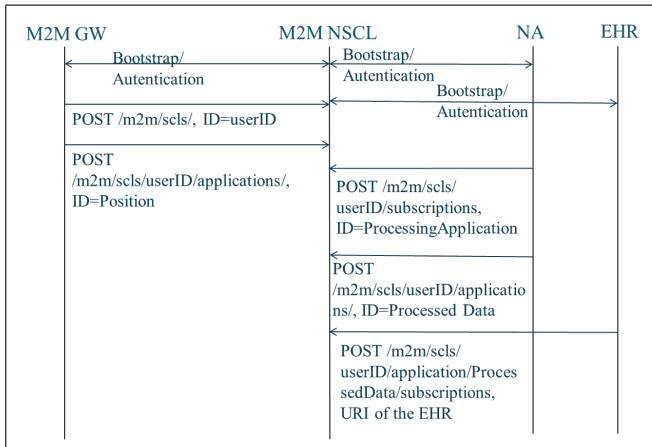 M2M GW M2M NSCL NA EHR
Bootstrap/
Autentication
Bootstrap/
Autentication
Bootstrap/
Autentication
POST /m2m/scls/, ID=userID
POST
/m2m/scls/userID/applications/,
ID=Position
POST /m2m/scls/
userID/subscriptions,
ID=ProcessingApplication
POST
/m2m/scls/userID/applicatio
ns/, ID=Processed Data
POST /m2m/scls/
userID/application/Proces
sedData/subscriptions,
URI of the EHR